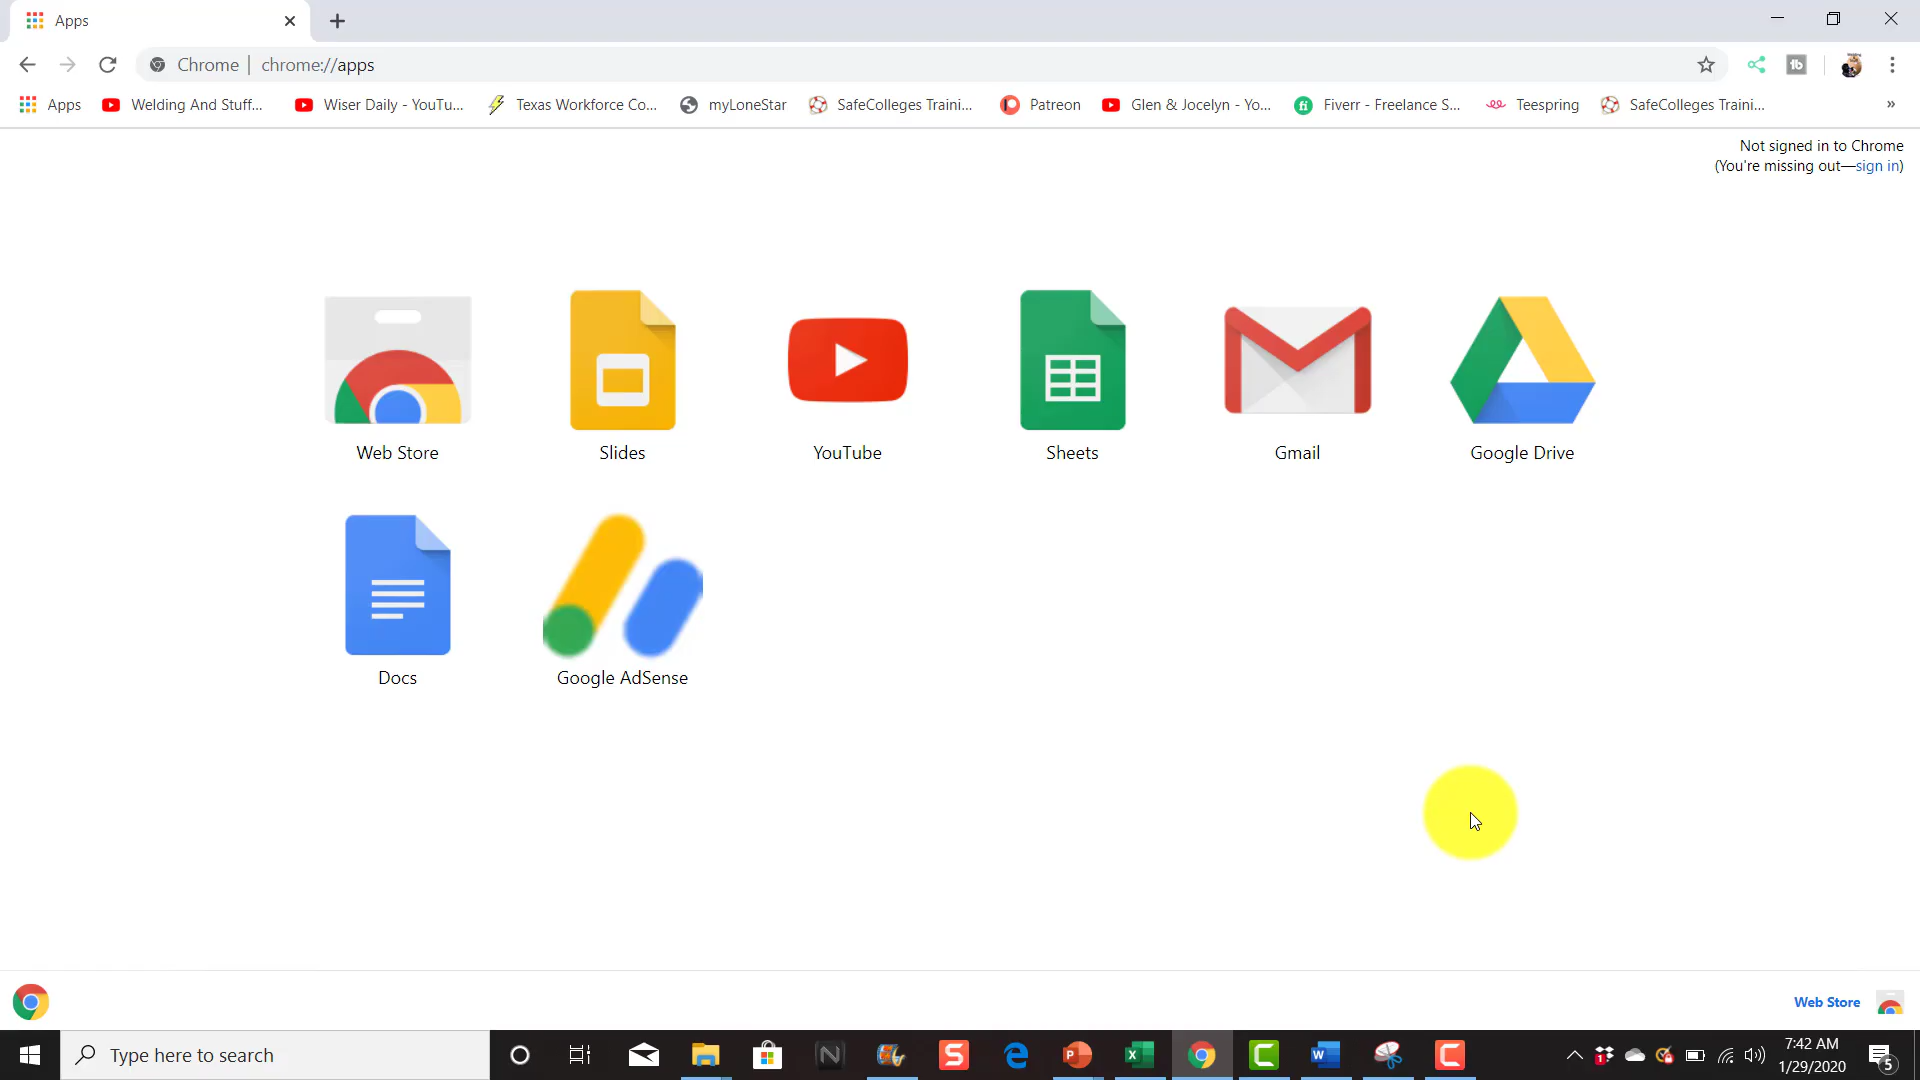 Apps
Chrome | chrome://apps
Apps Welding And Stuff... Wiser Daily - YouTu... Texas Workforce Co... myLoneStar SafeColleges Traini... Patreon Glen & Jocelyn - Yo... Fiverr - Freelance S... Teespring SafeColleges Traini... »
Not signed in to Chrome
(You're missing out—sign in)
Web Store Slides YouTube Sheets Gmail Google Drive
Docs Google AdSense
Web Store
Type here to search
7:42 AM
1/29/2020
5